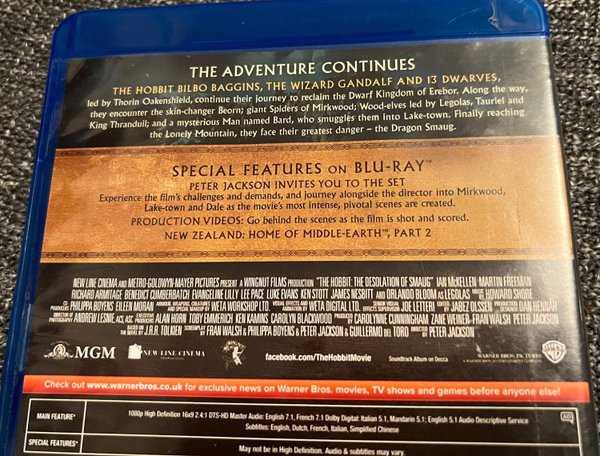 THE ADVENTURE CONTINUES
THE HOBBIT BILBO BAGGINS, THE WIZARD GANDALF AND 13 DWARVES,
led by Thorin Oakenshield, continue their journey to reclaim the Dwarf Kingdom of Erebor. Along the way,
they encounter the skin-changer Beorn; giant Spiders of Mirkwood; Wood-elves led by Legolas, Tauriel and
King Thranduil; and a mysterious Man named Bard, who smuggles them into Lake-town. Finally reaching
the Lonely Mountain, they face their greatest danger – the Dragon Smaug.
SPECIAL FEATURES ON BLU-RAY™
PETER JACKSON INVITES YOU TO THE SET
Experience the film's challenges and demands, and journey alongside the director into Mirkwood,
Lake-town and Dale as the movie's most intense, pivotal scenes are created.
PRODUCTION VIDEOS: Go behind the scenes as the film is shot and scored.
NEW ZEALAND: HOME OF MIDDLE-EARTH™, PART 2
NEW LINE CINEMA AND METRO-GOLDWYN-MAYER PICTURES PRESENT A WINGNUT FILMS PRODUCTION "THE HOBBIT: THE DESOLATION OF SMAUG" IAN McKELLEN MARTIN FREEMAN
RICHARD ARMITAGE BENEDICT CUMBERBATCH EVANGELINE LILLY LEE PACE LUKE EVANS KEN STOTT JAMES NESBITT AND ORLANDO BLOOM AS LEGOLAS MUSIC BY HOWARD SHORE
PHILIPPA BOYENS EILEEN MORAN WETA WORKSHOP LTD. WETA DIGITAL LTD. JOE LETTERI JABEZ OLSSEN DAN HENNAH
ANDREW LESNIE ACS, ASC ALAN HORN TOBY EMMERICH KEN KAMINS CAROLYN BLACKWOOD CAROLYNNE CUNNINGHAM ZANE WEINER FRAN WALSH PETER JACKSON
J.R.R. TOLKIEN SCREENPLAY BY FRAN WALSH & PHILIPPA BOYENS & PETER JACKSON & GUILLERMO DEL TORO DIRECTED BY PETER JACKSON
MGM NEW LINE CINEMA facebook.com/TheHobbitMovie Soundtrack Album on Decca WARNER BROS. PICTURES
Check out www.warnerbros.co.uk for exclusive news on Warner Bros. movies, TV shows and games before anyone else!
MAIN FEATURE* 1080p High Definition 16x9 2.4:1 DTS-HD Master Audio: English 7.1, French 7.1 Dolby Digital: Italian 5.1, Mandarin 5.1; English 5.1 Audio Descriptive Service AD
Subtitles: English, Dutch, French, Italian, Simplified Chinese
SPECIAL FEATURES* May not be in High Definition. Audio & subtitles may vary.